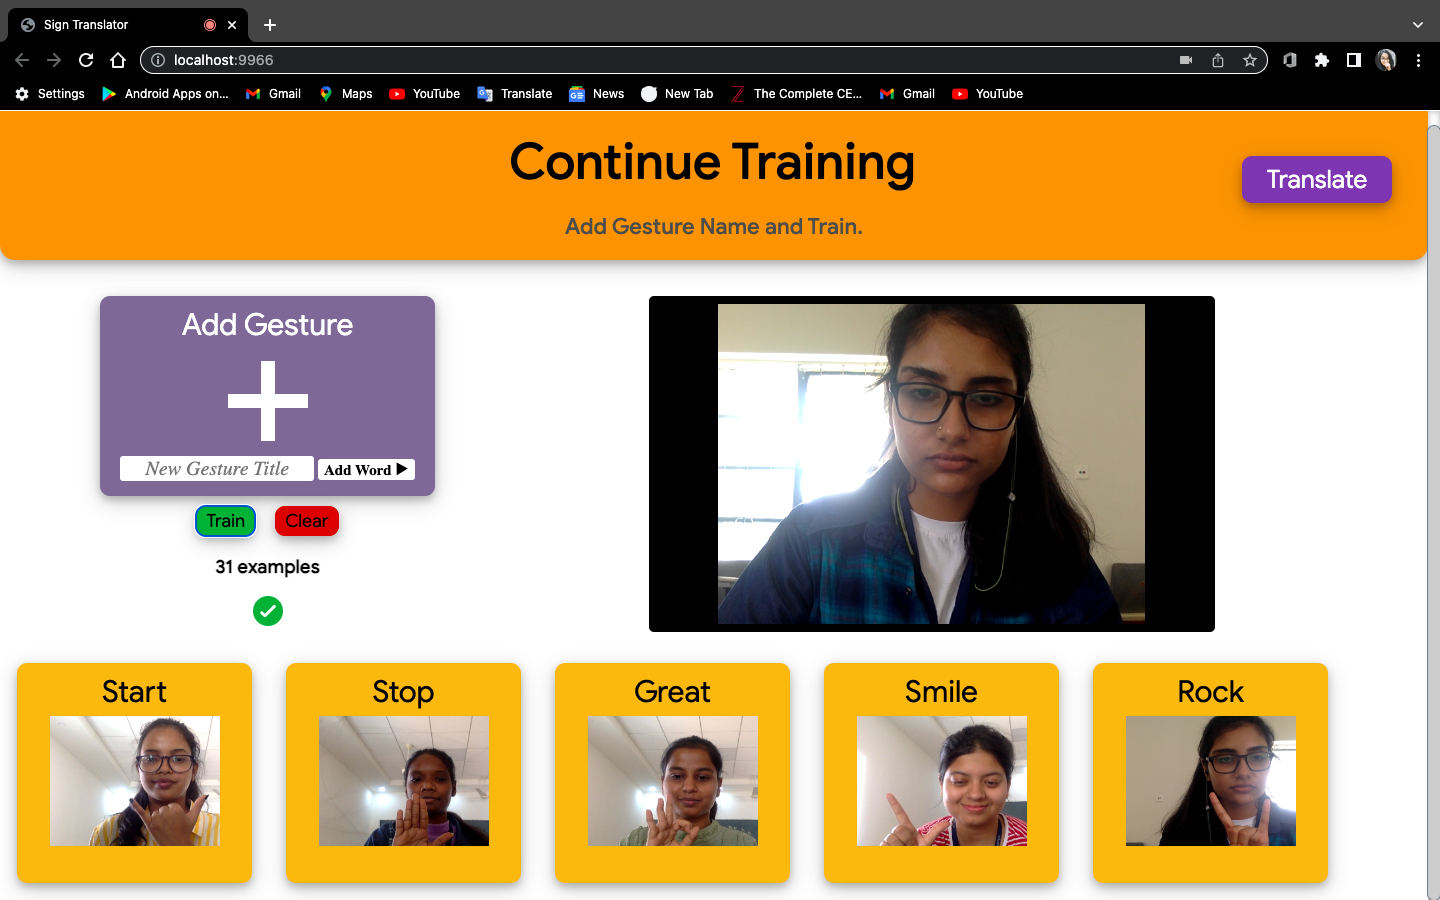 Sign Translator
localhost:9966
Settings Android Apps on... Gmail Maps YouTube Translate News New Tab The Complete CE... Gmail YouTube
Continue Training
Translate
Add Gesture Name and Train.
Add Gesture
New Gesture Title Add Word
Train Clear
31 examples
Start Stop Great Smile Rock